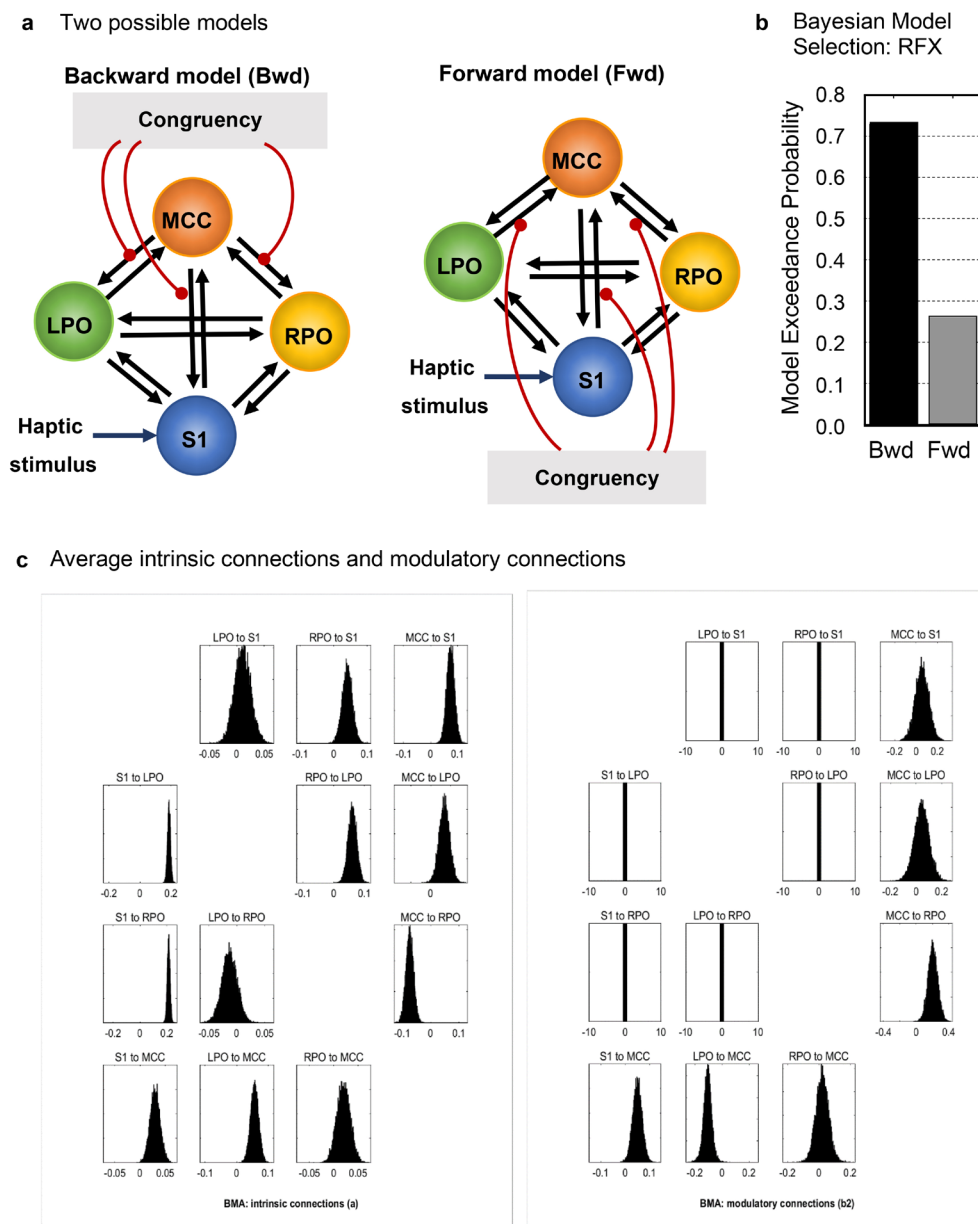 a Two possible models
Backward model (Bwd)
Congruency
MCC
LPO
RPO
S1
Haptic
stimulus
Forward model (Fwd)
MCC
LPO
RPO
S1
Haptic
stimulus
Congruency
b Bayesian Model
Selection: RFX
Model Exceedance Probability
0.8
0.7
0.6
0.5
0.4
0.3
0.2
0.1
0.0
Bwd Fwd
c Average intrinsic connections and modulatory connections
LPO to S1 RPO to S1 MCC to S1
-0.05 0 0.05 -0.1 0 0.1 -0.1 0 0.1
S1 to LPO RPO to LPO MCC to LPO
-0.2 0 0.2 -0.1 0 0.1 0
S1 to RPO LPO to RPO MCC to RPO
-0.2 0 0.2 -0.05 0 0.05 -0.1 0 0.1
S1 to MCC LPO to MCC RPO to MCC
-0.05 0 0.05 -0.1 0 0.1 -0.05 0 0.05
BMA: intrinsic connections (a)
LPO to S1 RPO to S1 MCC to S1
-10 0 10 -10 0 10 -0.2 0 0.2
S1 to LPO RPO to LPO MCC to LPO
-10 0 10 -10 0 10 -0.2 0 0.2
S1 to RPO LPO to RPO MCC to RPO
-10 0 10 -10 0 10 -0.4 0 0.2 0.4
S1 to MCC LPO to MCC RPO to MCC
-0.1 0 0.1 -0.2 0 0.2 -0.2 0 0.2
BMA: modulatory connections (b2)